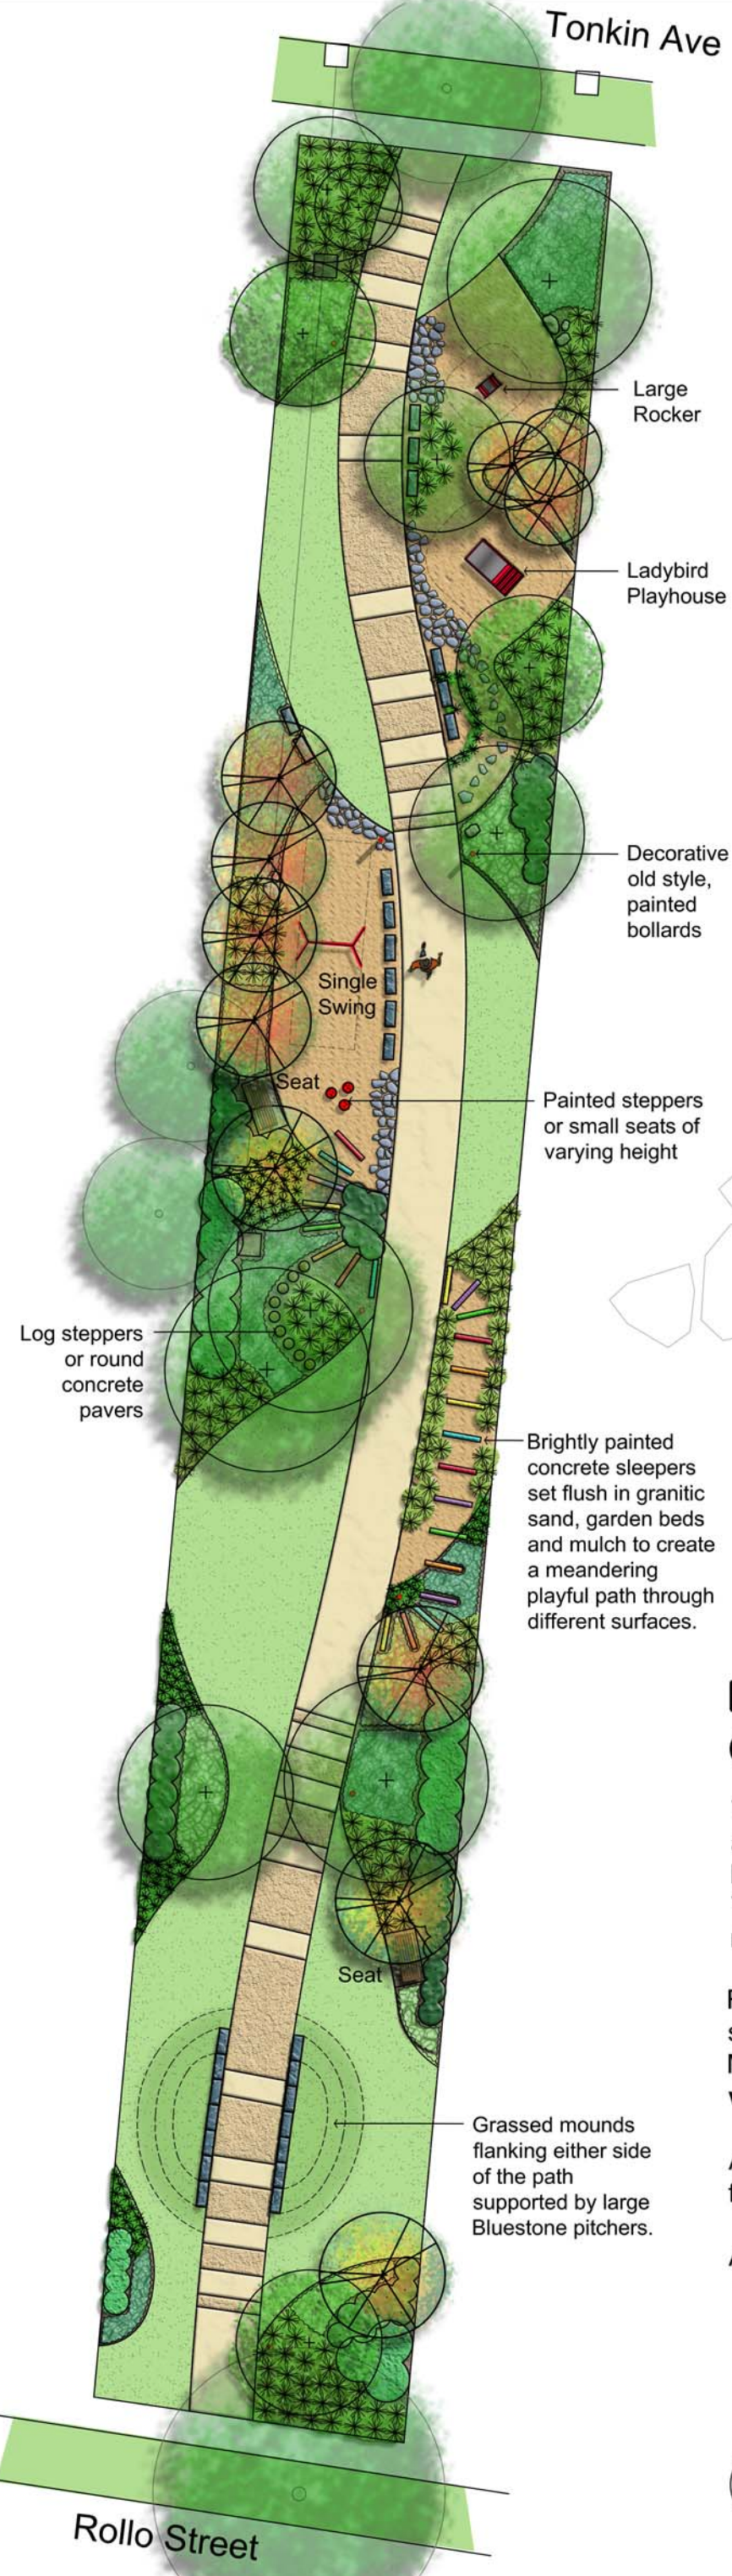 Tonkin Ave
Large
Rocker
Ladybird
Playhouse
Decorative
old style,
painted
bollards
Single
Swing
Seat
Painted steppers
or small seats of
varying height
Log steppers
or round
concrete
pavers
Brightly painted
concrete sleepers
set flush in granitic
sand, garden beds
and mulch to create
a meandering
playful path through
different surfaces.
Seat
Grassed mounds
flanking either side
of the path
supported by large
Bluestone pitchers.
Rollo Street